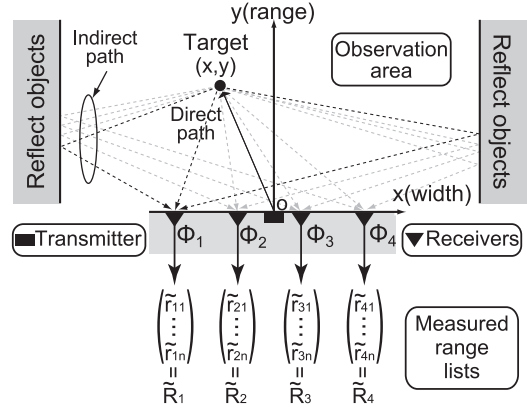 y(range)
Indirect
path
Target
(x,y)
Observation
area
Reflect objects
Reflect objects
Direct
path
o
x(width)
Transmitter
Φ1
Φ2
Φ3
Φ4
Receivers
r̃11 r̃21 r̃31 r̃41
r̃1n r̃2n r̃3n r̃4n
= = = =
R̃1 R̃2 R̃3 R̃4
Measured
range
lists